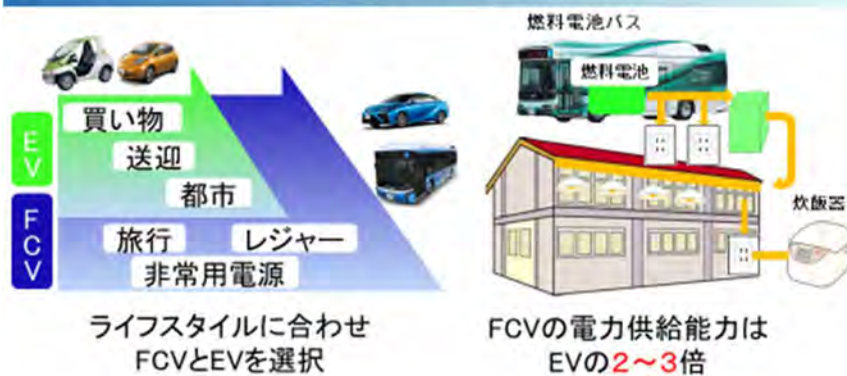 EV
買い物
送迎
都市
FCV
旅行 レジャー
非常用電源
ライフスタイルに合わせ
FCVとEVを選択
燃料電池バス
燃料電池
炊飯器
FCVの電力供給能力は
EVの2～3倍